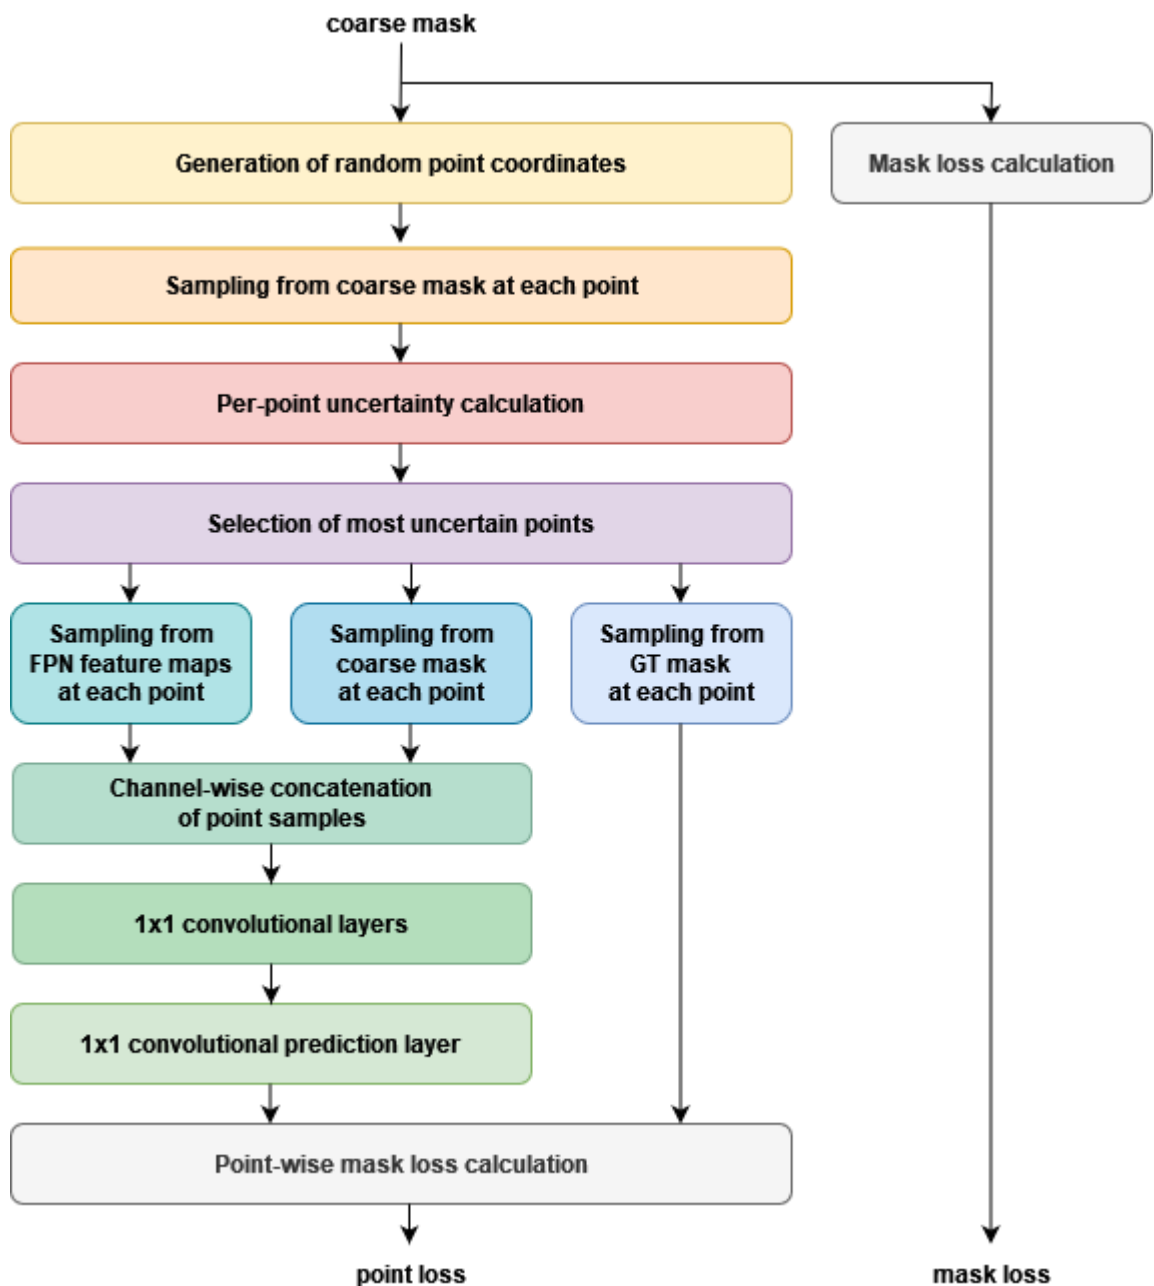 coarse mask
Generation of random point coordinates
Mask loss calculation
Sampling from coarse mask at each point
Per-point uncertainty calculation
Selection of most uncertain points
Sampling from
FPN feature maps
at each point
Sampling from
coarse mask
at each point
Sampling from
GT mask
at each point
Channel-wise concatenation
of point samples
1x1 convolutional layers
1x1 convolutional prediction layer
Point-wise mask loss calculation
point loss
mask loss